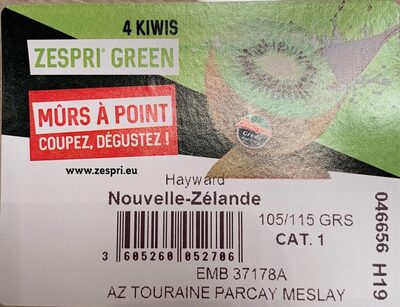 4 KIWIS
ZESPRI® GREEN
MÛRS À POINT
COUPEZ, DÉGUSTEZ !
www.zespri.eu
Hayward
Nouvelle-Zélande
105/115 GRS
CAT. 1
3 605260 052706
EMB 37178A
AZ TOURAINE PARCAY MESLAY
046656 H19